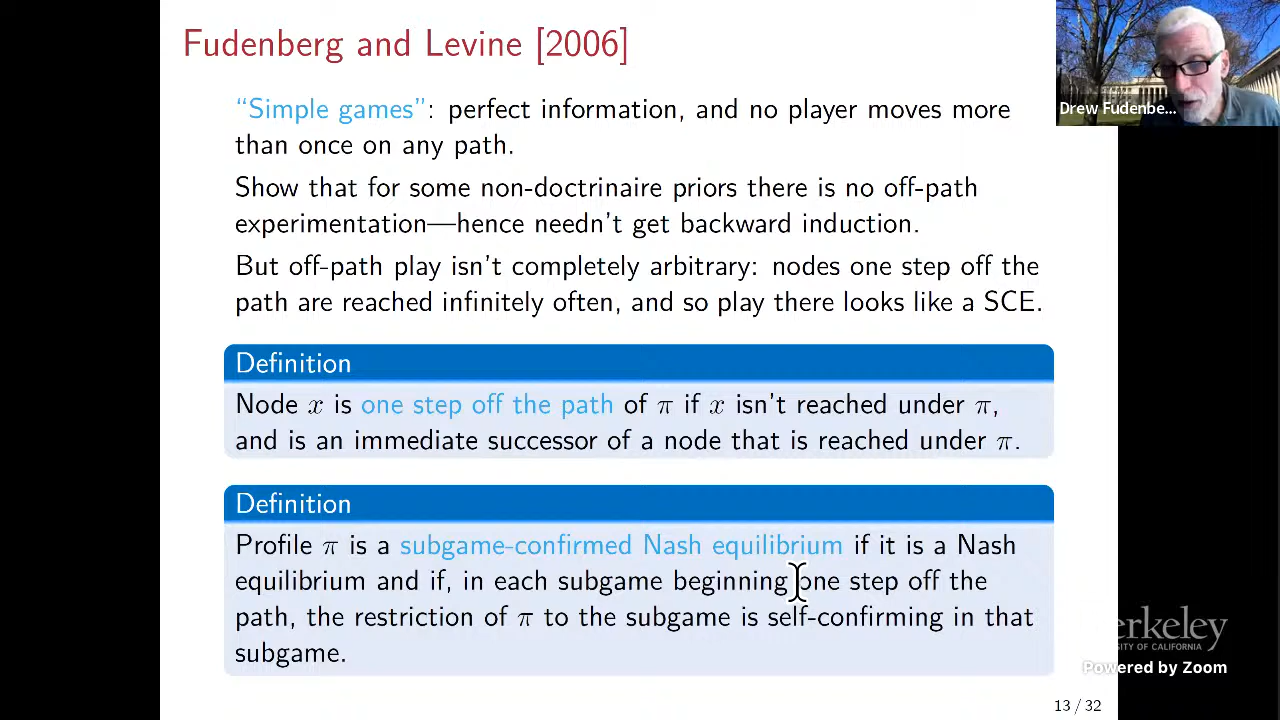 Fudenberg and Levine [2006]
Drew Fudenbe...
“Simple games”: perfect information, and no player moves more
than once on any path.
Show that for some non-doctrinaire priors there is no off-path
experimentation—hence needn't get backward induction.
But off-path play isn't completely arbitrary: nodes one step off the
path are reached infinitely often, and so play there looks like a SCE.
Definition
Node x is one step off the path of π if x isn't reached under π,
and is an immediate successor of a node that is reached under π.
Definition
Profile π is a subgame-confirmed Nash equilibrium if it is a Nash
equilibrium and if, in each subgame beginning one step off the
path, the restriction of π to the subgame is self-confirming in that
subgame.
erkeley
SITY OF CALIFORNIA
Powered by Zoom
13 / 32